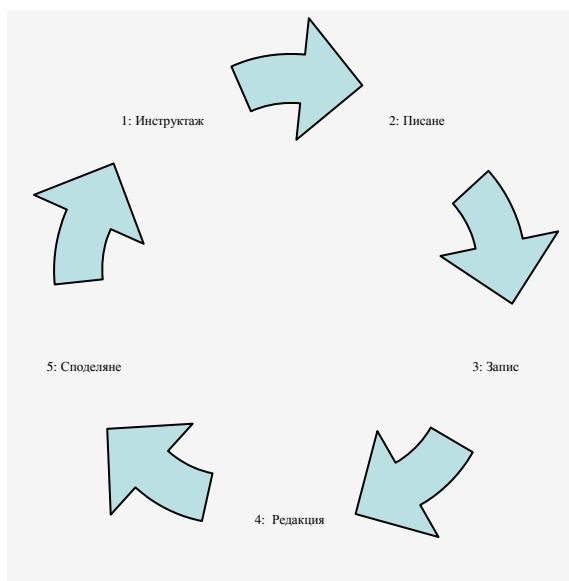 1: Инструктаж
2: Писане
3: Запис
4: Редакция
5: Споделяне